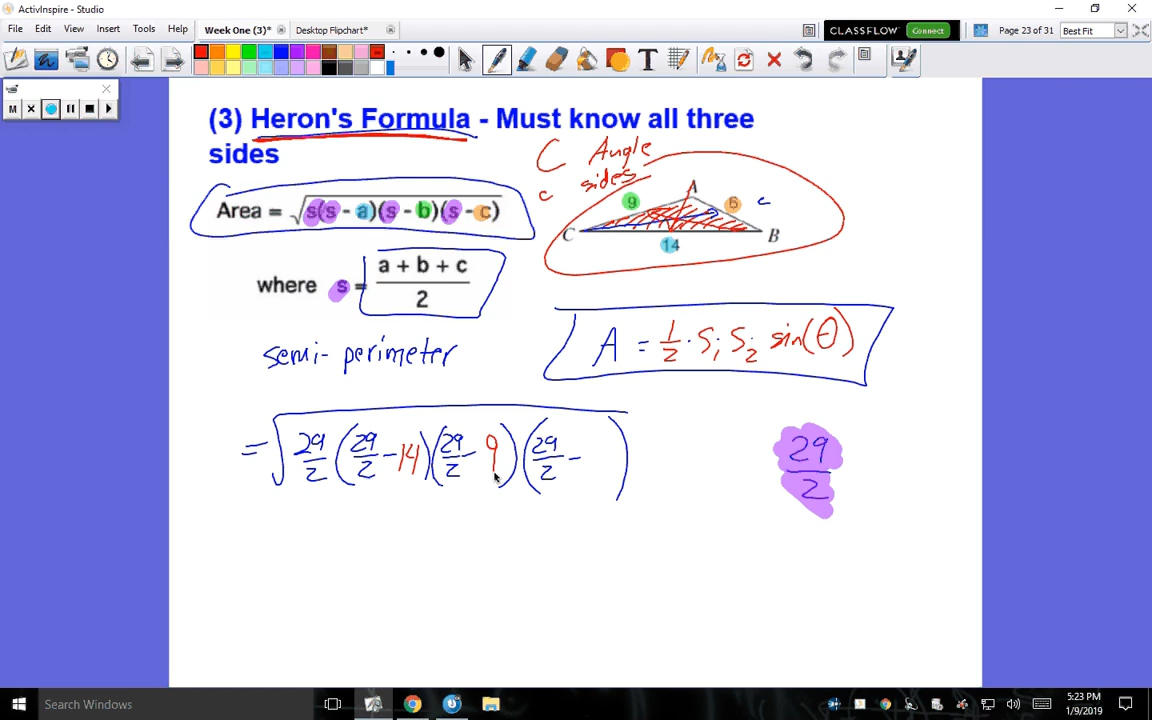 ActivInspire - Studio
File Edit View Insert Tools Help
Week One (3)*
Desktop Flipchart*
CLASSFLOW Connect
Page 23 of 31
Best Fit
M
(3) Heron's Formula - Must know all three
sides
C Angle
c sides
Area = √s(s - a)(s - b)(s - c)
A
9
6
c
C
14
B
where s = a + b + c
2
semi-perimeter
A = 1/2 · S₁ S₂ sin(θ)
= √29/2 (29/2 - 14)(29/2 - 9)(29/2 - )
29
2
Search Windows
5:23 PM
1/9/2019